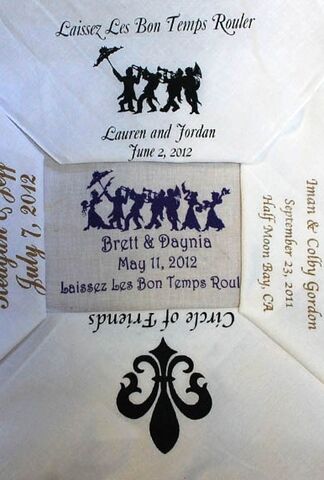 Laissez Les Bon Temps Rouler
Lauren and Jordan
June 2, 2012
July 7, 2012
Brett & Daynia
May 11, 2012
Laissez Les Bon Temps Roul
Iman & Colby Gordon
September 23, 2011
Half Moon Bay, CA
Circle of Friends